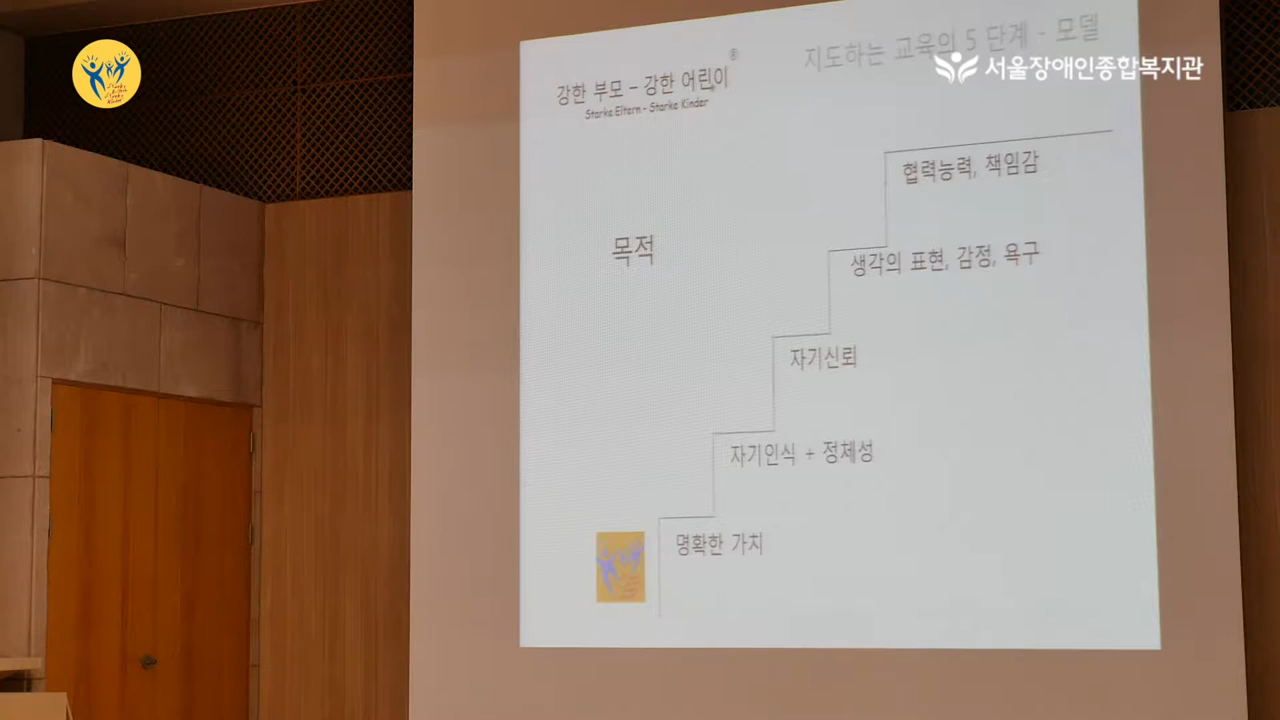 지도하는 교육의 5 단계 - 모델
서울장애인종합복지관
강한 부모 – 강한 어린이
®
Starke Eltern - Starke Kinder
협력능력, 책임감
생각의 표현, 감정, 욕구
목적
자기신뢰
자기인식 + 정체성
명확한 가치